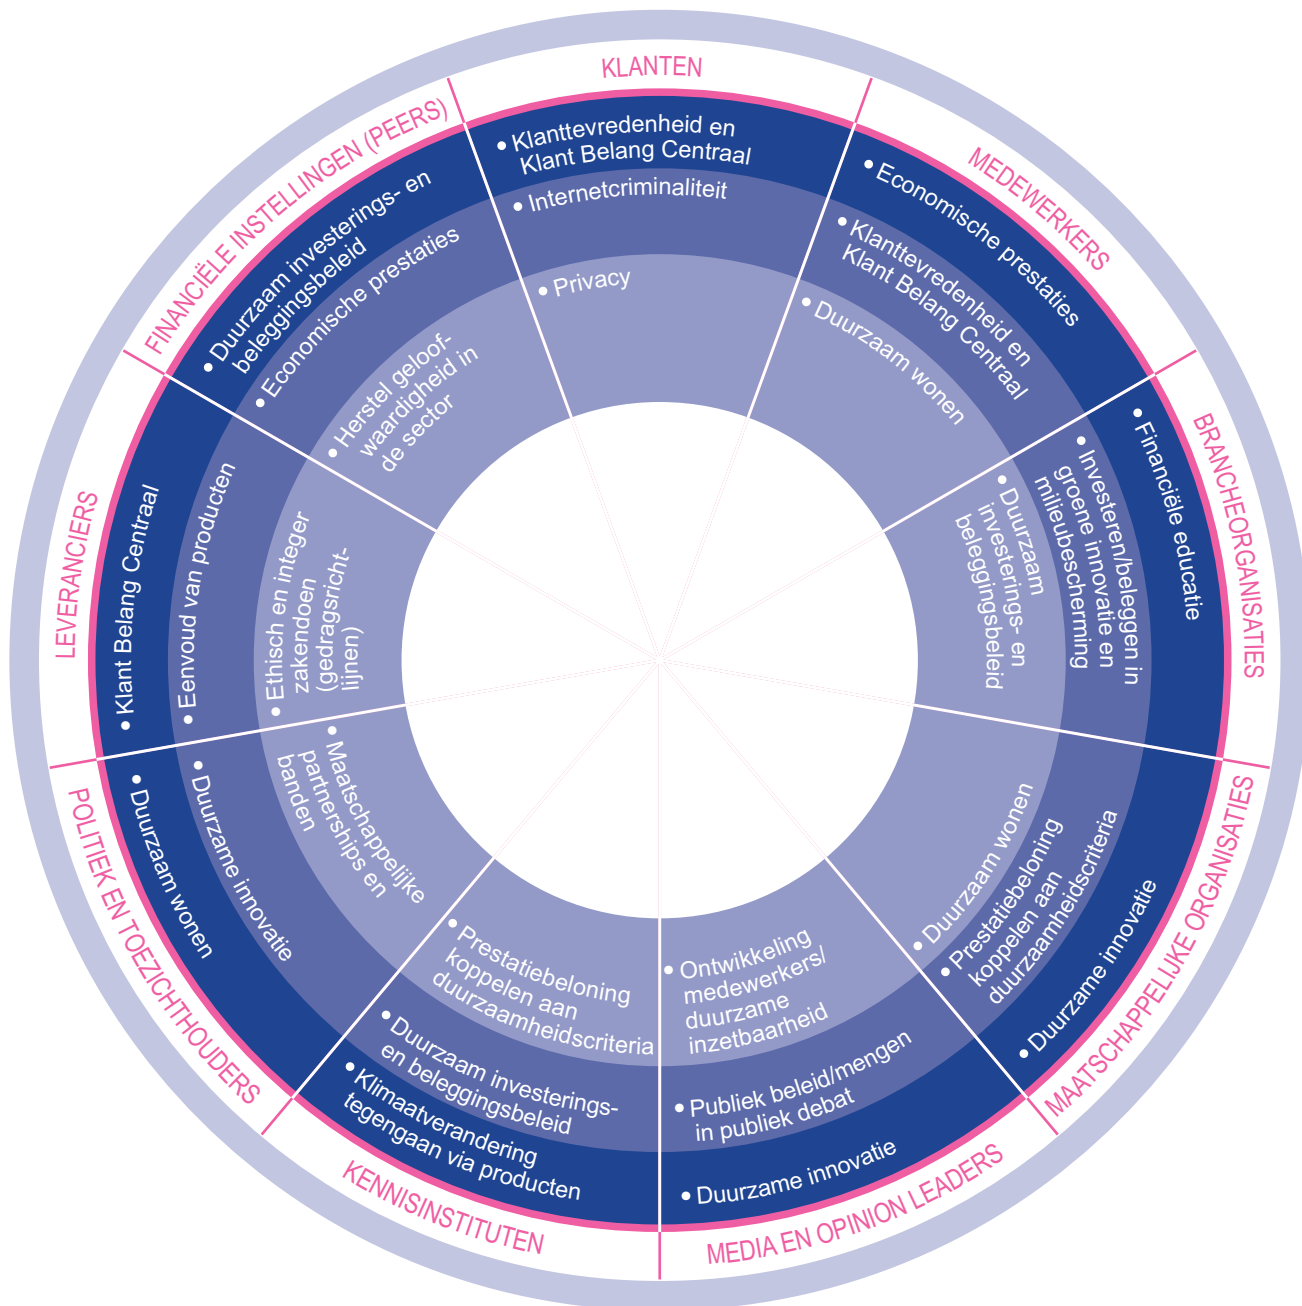 KLANTEN
• Klanttevredenheid en
Klant Belang Centraal
• Internetcriminaliteit
• Privacy
MEDEWERKERS
• Economische prestaties
• Klanttevredenheid en
Klant Belang Centraal
• Duurzaam wonen
BRANCHEORGANISATIES
• Financiële educatie
• Investeren/beleggen in
groene innovatie en
milieubescherming
• Duurzaam
investerings- en
beleggingsbeleid
MAATSCHAPPELIJKE ORGANISATIES
• Duurzame innovatie
• Prestatiebeloning
koppelen aan
duurzaamheidscriteria
• Duurzaam wonen
MEDIA EN OPINION LEADERS
• Duurzame innovatie
• Publiek beleid/mengen
in publiek debat
• Ontwikkeling
medewerkers/
duurzame
inzetbaarheid
KENNISINSTITUTEN
• Klimaatverandering
tegengaan via producten
• Duurzaam investerings-
en beleggingsbeleid
• Prestatiebeloning
koppelen aan
duurzaamheidscriteria
POLITIEK EN TOEZICHTHOUDERS
• Duurzaam wonen
• Duurzame innovatie
• Maatschappelijke
partnerships en
banden
LEVERANCIERS
• Klant Belang Centraal
• Eenvoud van producten
• Ethisch en integer
zakendoen
(gedragsricht-
lijnen)
FINANCIËLE INSTELLINGEN (PEERS)
• Duurzaam investerings- en
beleggingsbeleid
• Economische prestaties
• Herstel geloof-
waardigheid in
de sector